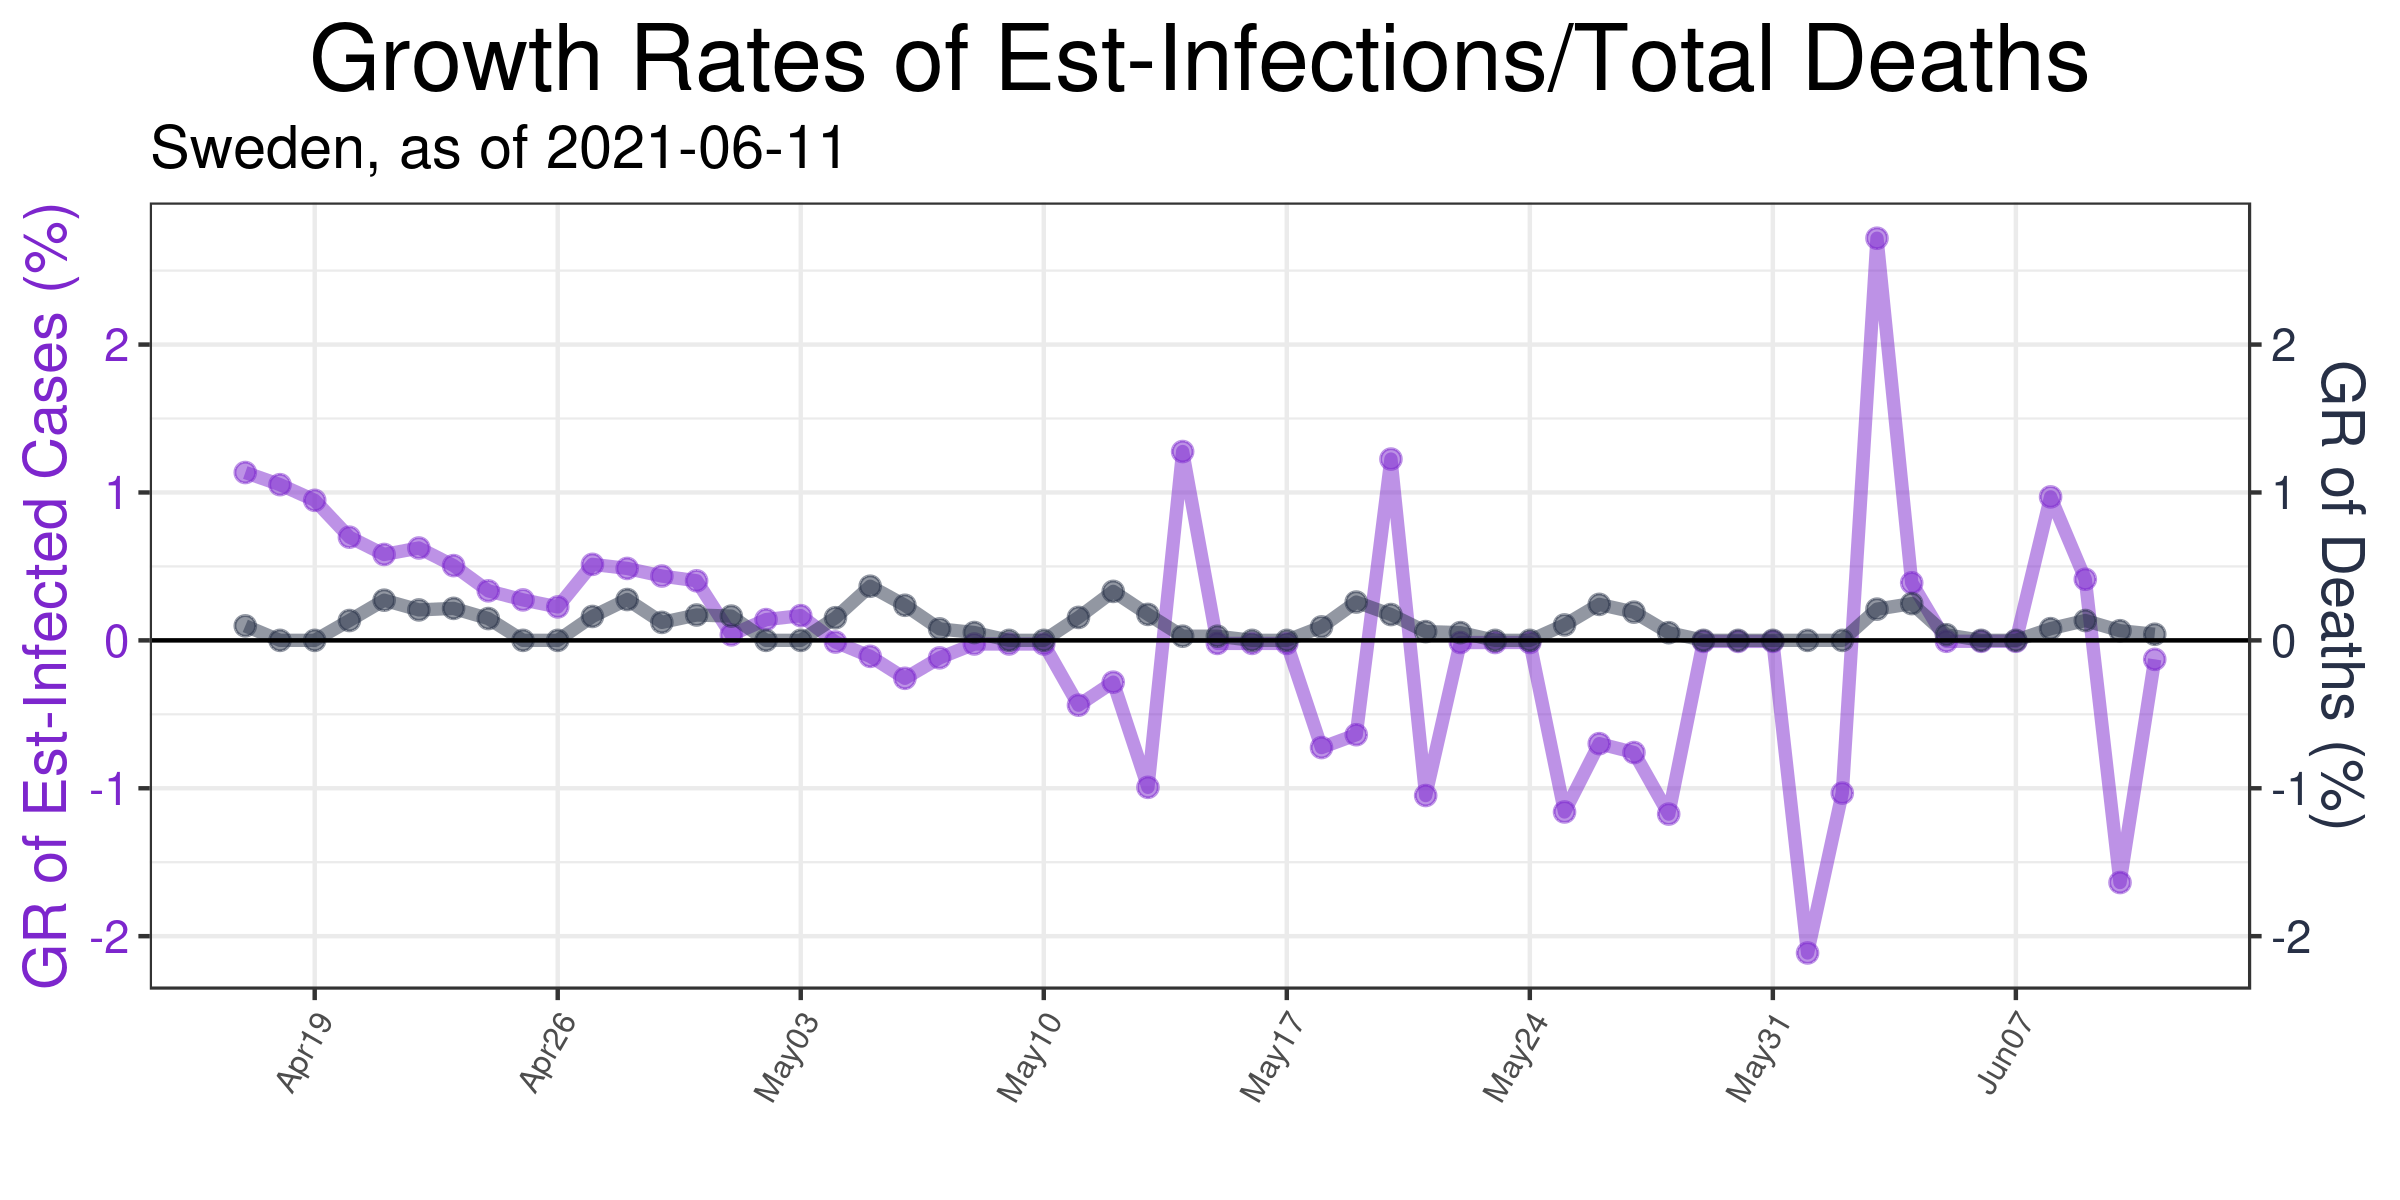 Growth Rates of Est-Infections/Total Deaths
Sweden, as of 2021-06-11
GR of Est-Infected Cases (%)
2
1
0
-1
-2
2
1
0
-1
-2
GR of Deaths (%)
Apr19
Apr26
May03
May10
May17
May24
May31
Jun07